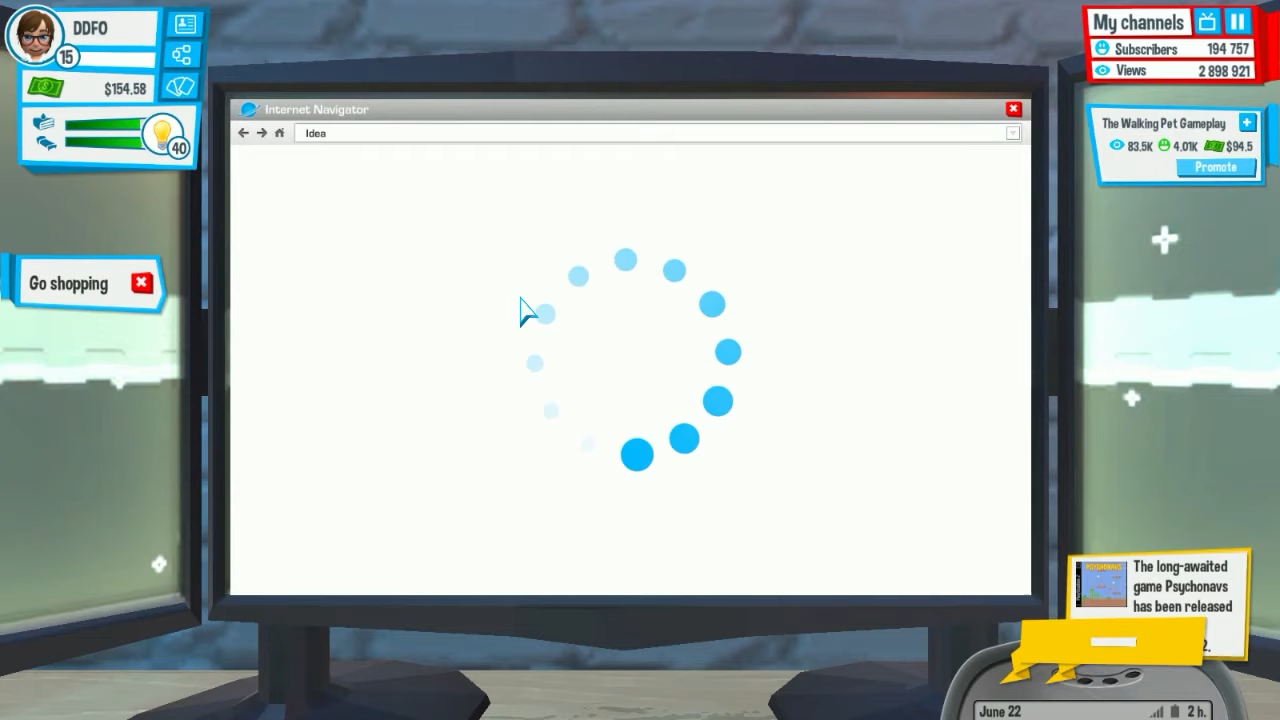 DDFO
15
$154.58
40
Go shopping
Internet Navigator
Idea
My channels
Subscribers 194 757
Views 2 898 921
The Walking Pet Gameplay
83.5K 4.01K $94.5
Promote
PSYCHONAVS
The long-awaited
game Psychonavs
has been released
2.
June 22 2 h.